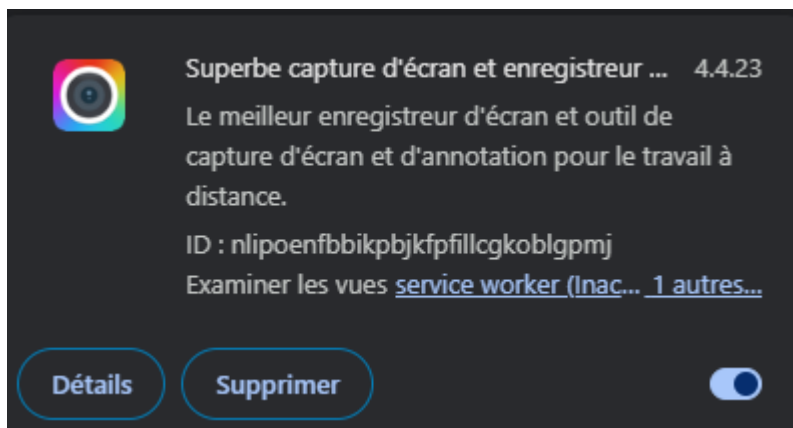 Superbe capture d'écran et enregistreur ... 4.4.23
Le meilleur enregistreur d'écran et outil de
capture d'écran et d'annotation pour le travail à
distance.
ID : nlipoenfbbikpbjkfpfillcgkoblgpmj
Examiner les vues service worker (Inac... 1 autres...
Détails Supprimer